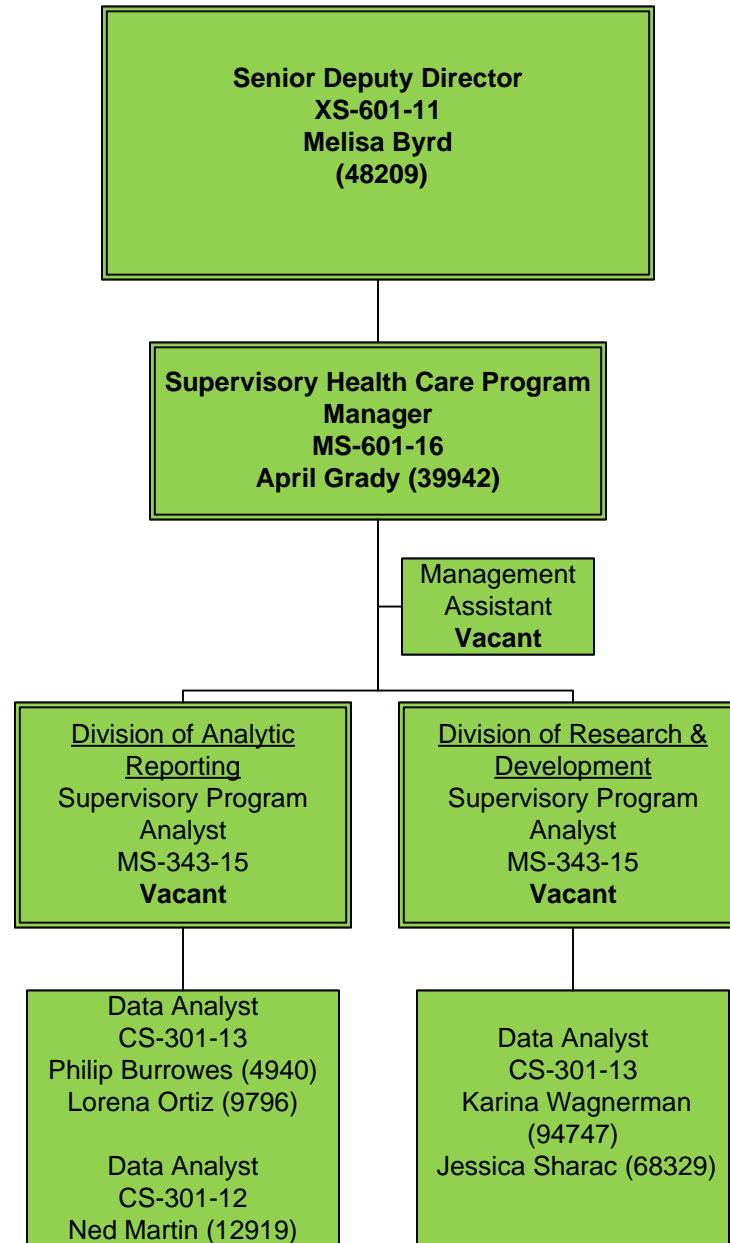 Senior Deputy Director
XS-601-11
Melisa Byrd
(48209)
Supervisory Health Care Program
Manager
MS-601-16
April Grady (39942)
Management
Assistant
Vacant
Division of Analytic
Reporting
Supervisory Program
Analyst
MS-343-15
Vacant
Division of Research &
Development
Supervisory Program
Analyst
MS-343-15
Vacant
Data Analyst
CS-301-13
Philip Burrowes (4940)
Lorena Ortiz (9796)
Data Analyst
CS-301-12
Ned Martin (12919)
Data Analyst
CS-301-13
Karina Wagnerman
(94747)
Jessica Sharac (68329)